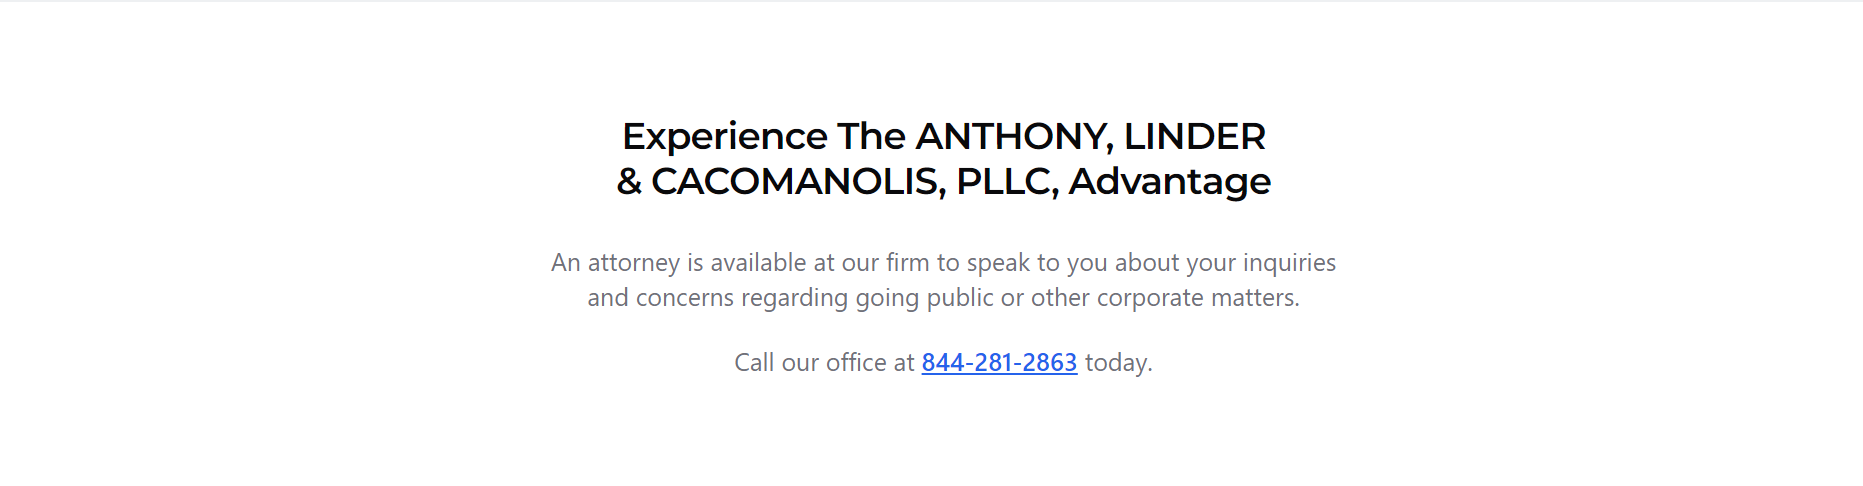 Experience The ANTHONY, LINDER
& CACOMANOLIS, PLLC, Advantage
An attorney is available at our firm to speak to you about your inquiries
and concerns regarding going public or other corporate matters.
Call our office at 844-281-2863 today.